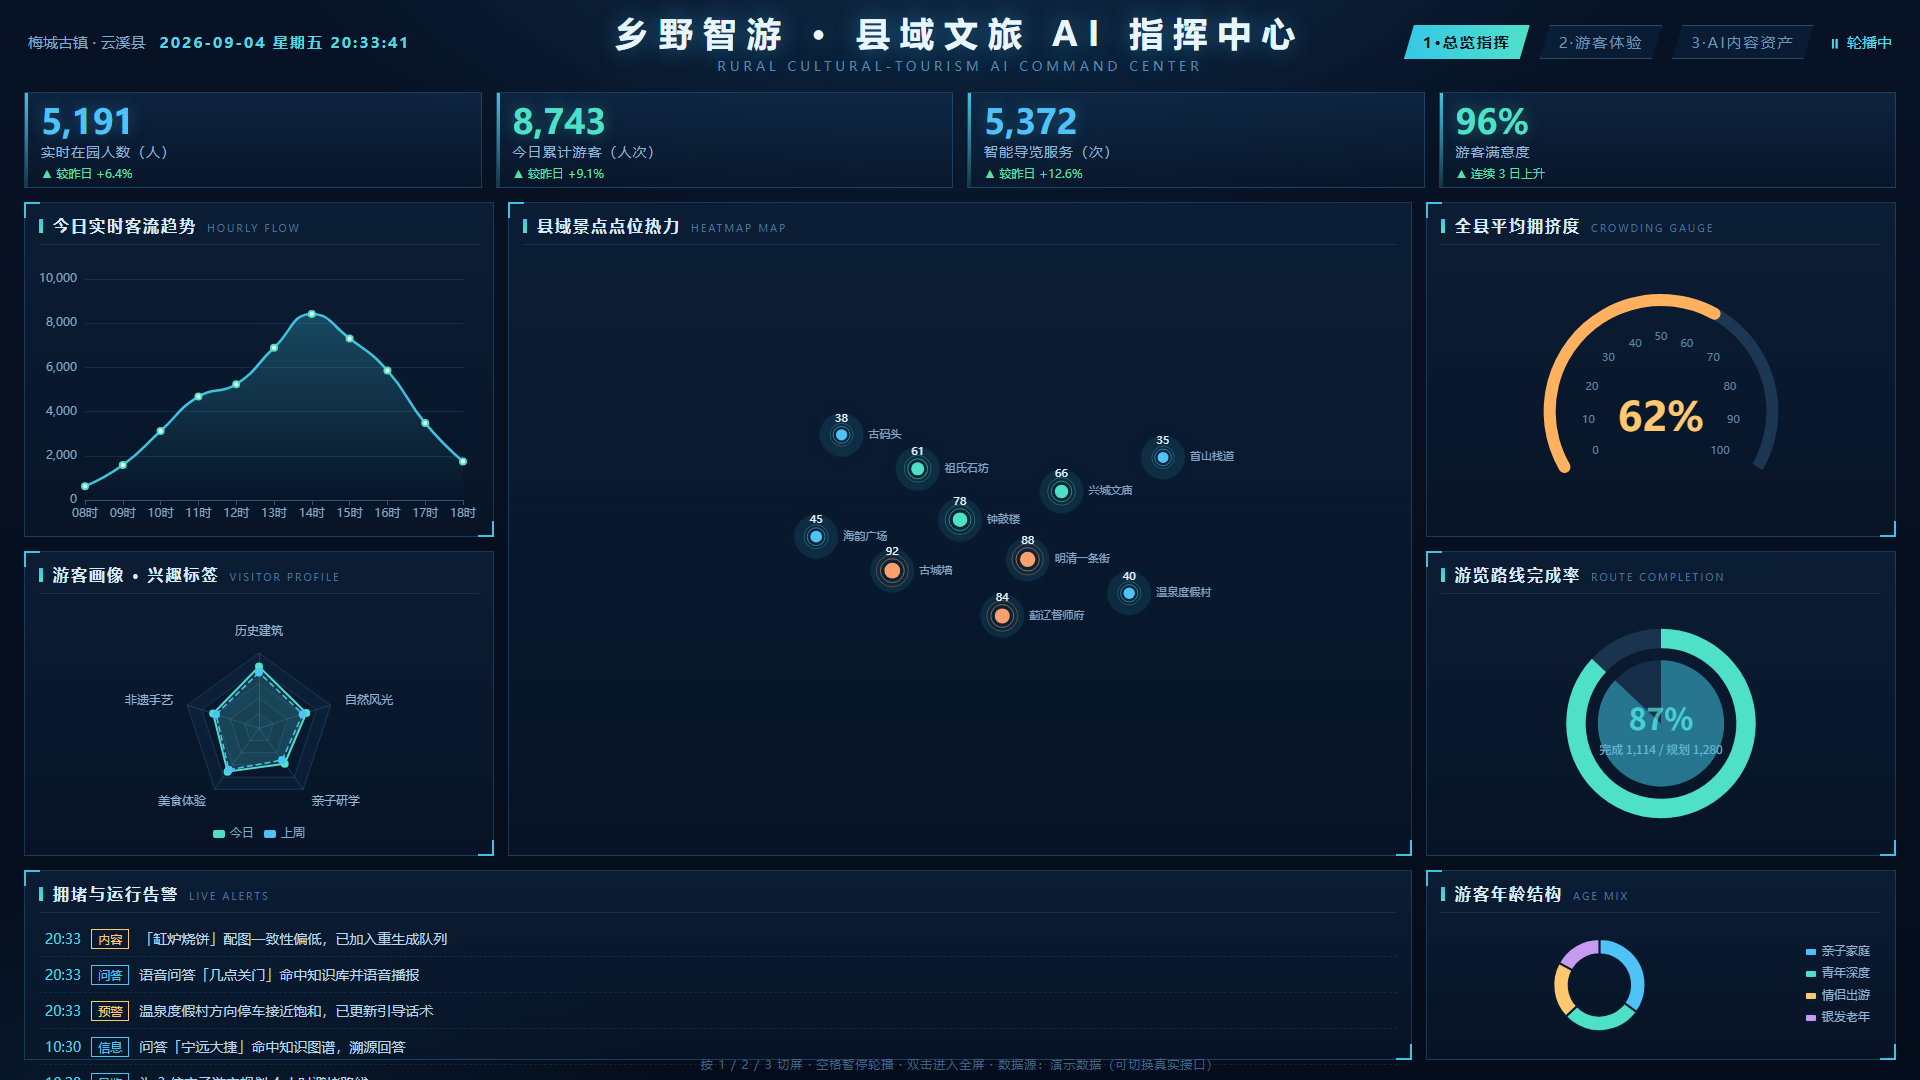 梅城古镇 · 云溪县 2026-09-04 星期五 20:33:41
乡野智游 • 县域文旅 AI 指挥中心
RURAL CULTURAL-TOURISM AI COMMAND CENTER
1·总览指挥
2·游客体验
3·AI内容资产
⏸ 轮播中
5,191
实时在园人数（人）
▲ 较昨日 +6.4%
8,743
今日累计游客（人次）
▲ 较昨日 +9.1%
5,372
智能导览服务（次）
▲ 较昨日 +12.6%
96%
游客满意度
▲ 连续 3 日上升
今日实时客流趋势 HOURLY FLOW
10,000
8,000
6,000
4,000
2,000
0
08时 09时 10时 11时 12时 13时 14时 15时 16时 17时 18时
游客画像 • 兴趣标签 VISITOR PROFILE
历史建筑
非遗手艺
自然风光
美食体验
亲子研学
今日 上周
县域景点点位热力 HEATMAP MAP
38
古码头
61
祖氏石坊
35
首山栈道
66
兴城文庙
78
钟鼓楼
45
海韵广场
92
古城墙
88
明清一条街
40
温泉度假村
84
蓟辽督师府
全县平均拥挤度 CROWDING GAUGE
0
10
20
30
40
50
60
70
80
90
100
62%
游览路线完成率 ROUTE COMPLETION
87%
完成 1,114 / 规划 1,280
拥堵与运行告警 LIVE ALERTS
20:33 内容 「缸炉烧饼」配图一致性偏低，已加入重生成队列
20:33 问答 语音问答「几点关门」命中知识库并语音播报
20:33 预警 温泉度假村方向停车接近饱和，已更新引导话术
10:30 信息 问答「宁远大捷」命中知识图谱，溯源回答
游客年龄结构 AGE MIX
亲子家庭
青年深度
情侣出游
银发老年
按 1 / 2 / 3 切屏 · 空格暂停轮播 · 双击进入全屏 · 数据源：演示数据（可切换真实接口）